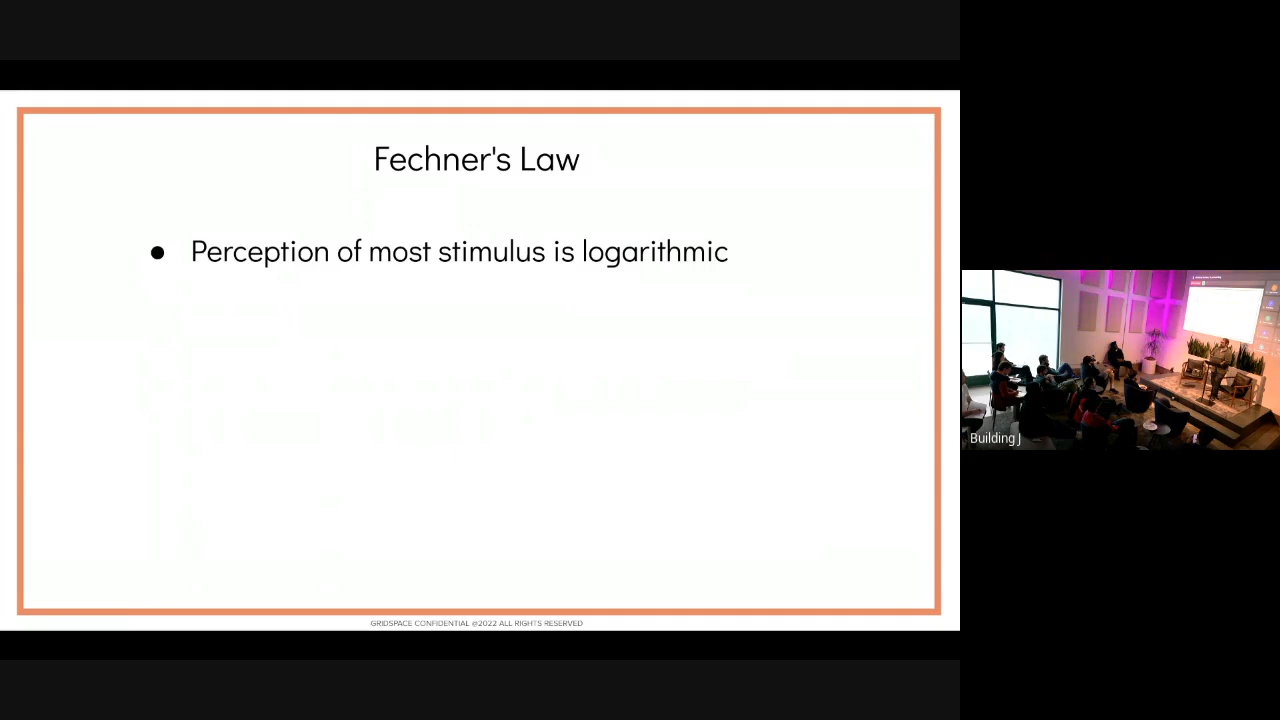 Fechner's Law
● Perception of most stimulus is logarithmic
GRIDSPACE CONFIDENTIAL @2022 ALL RIGHTS RESERVED
Building J